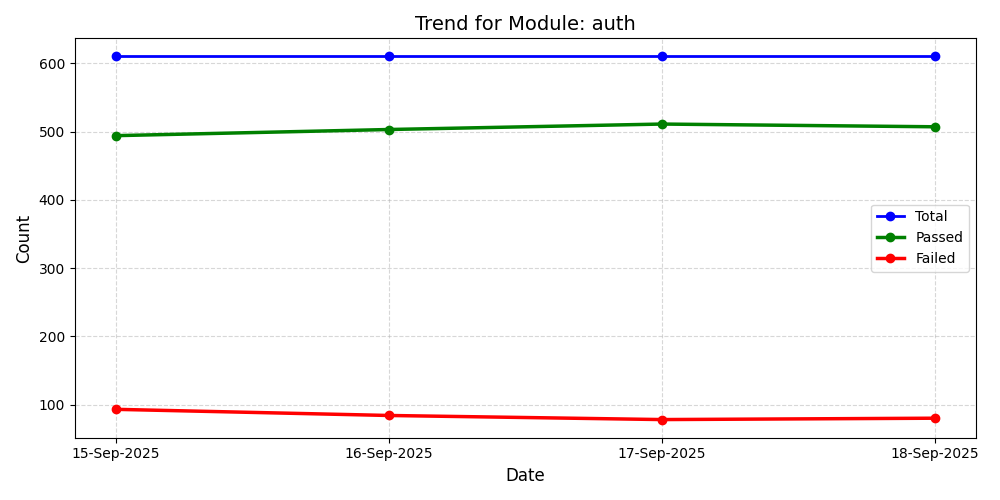 Trend for Module: auth
600
500
400
300
200
100
Count
Total
Passed
Failed
15-Sep-2025
16-Sep-2025
17-Sep-2025
18-Sep-2025
Date